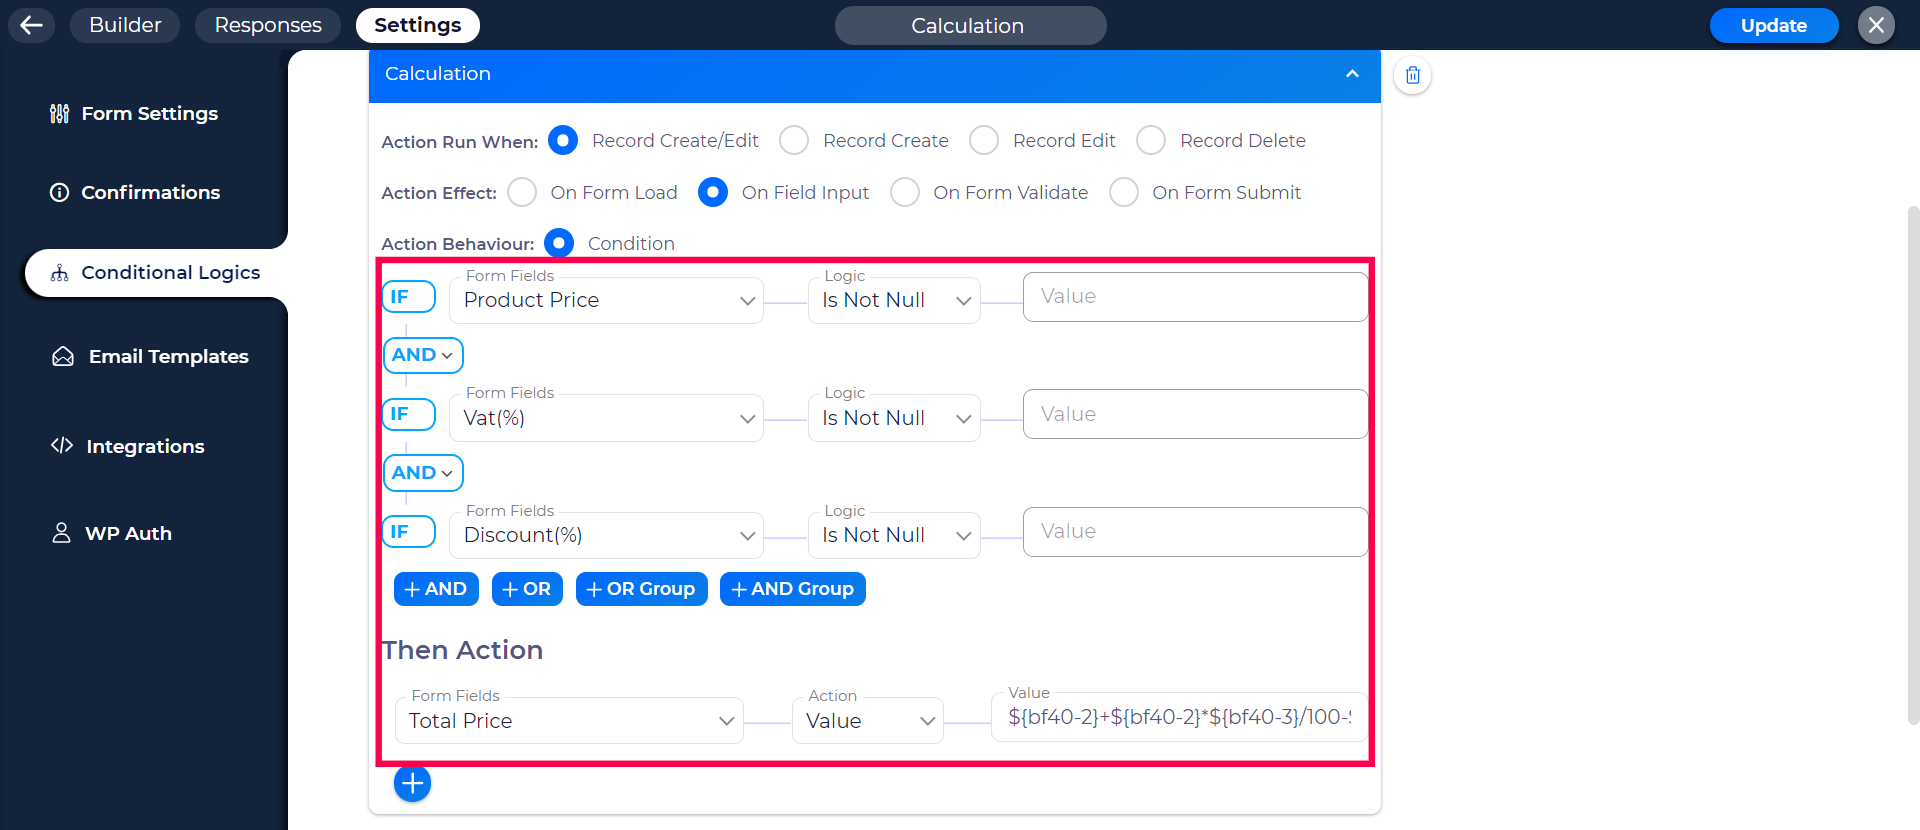 Builder
Responses
Settings
Calculation
Update
Form Settings
Confirmations
Conditional Logics
Email Templates
Integrations
WP Auth
Calculation
Action Run When: Record Create/Edit Record Create Record Edit Record Delete
Action Effect: On Form Load On Field Input On Form Validate On Form Submit
Action Behaviour: Condition
Form Fields Logic
IF Product Price Is Not Null Value
AND
Form Fields Logic
IF Vat(%) Is Not Null Value
AND
Form Fields Logic
IF Discount(%) Is Not Null Value
+ AND + OR + OR Group + AND Group
Then Action
Form Fields Action Value
Total Price Value ${bf40-2}+${bf40-2}*${bf40-3}/100-